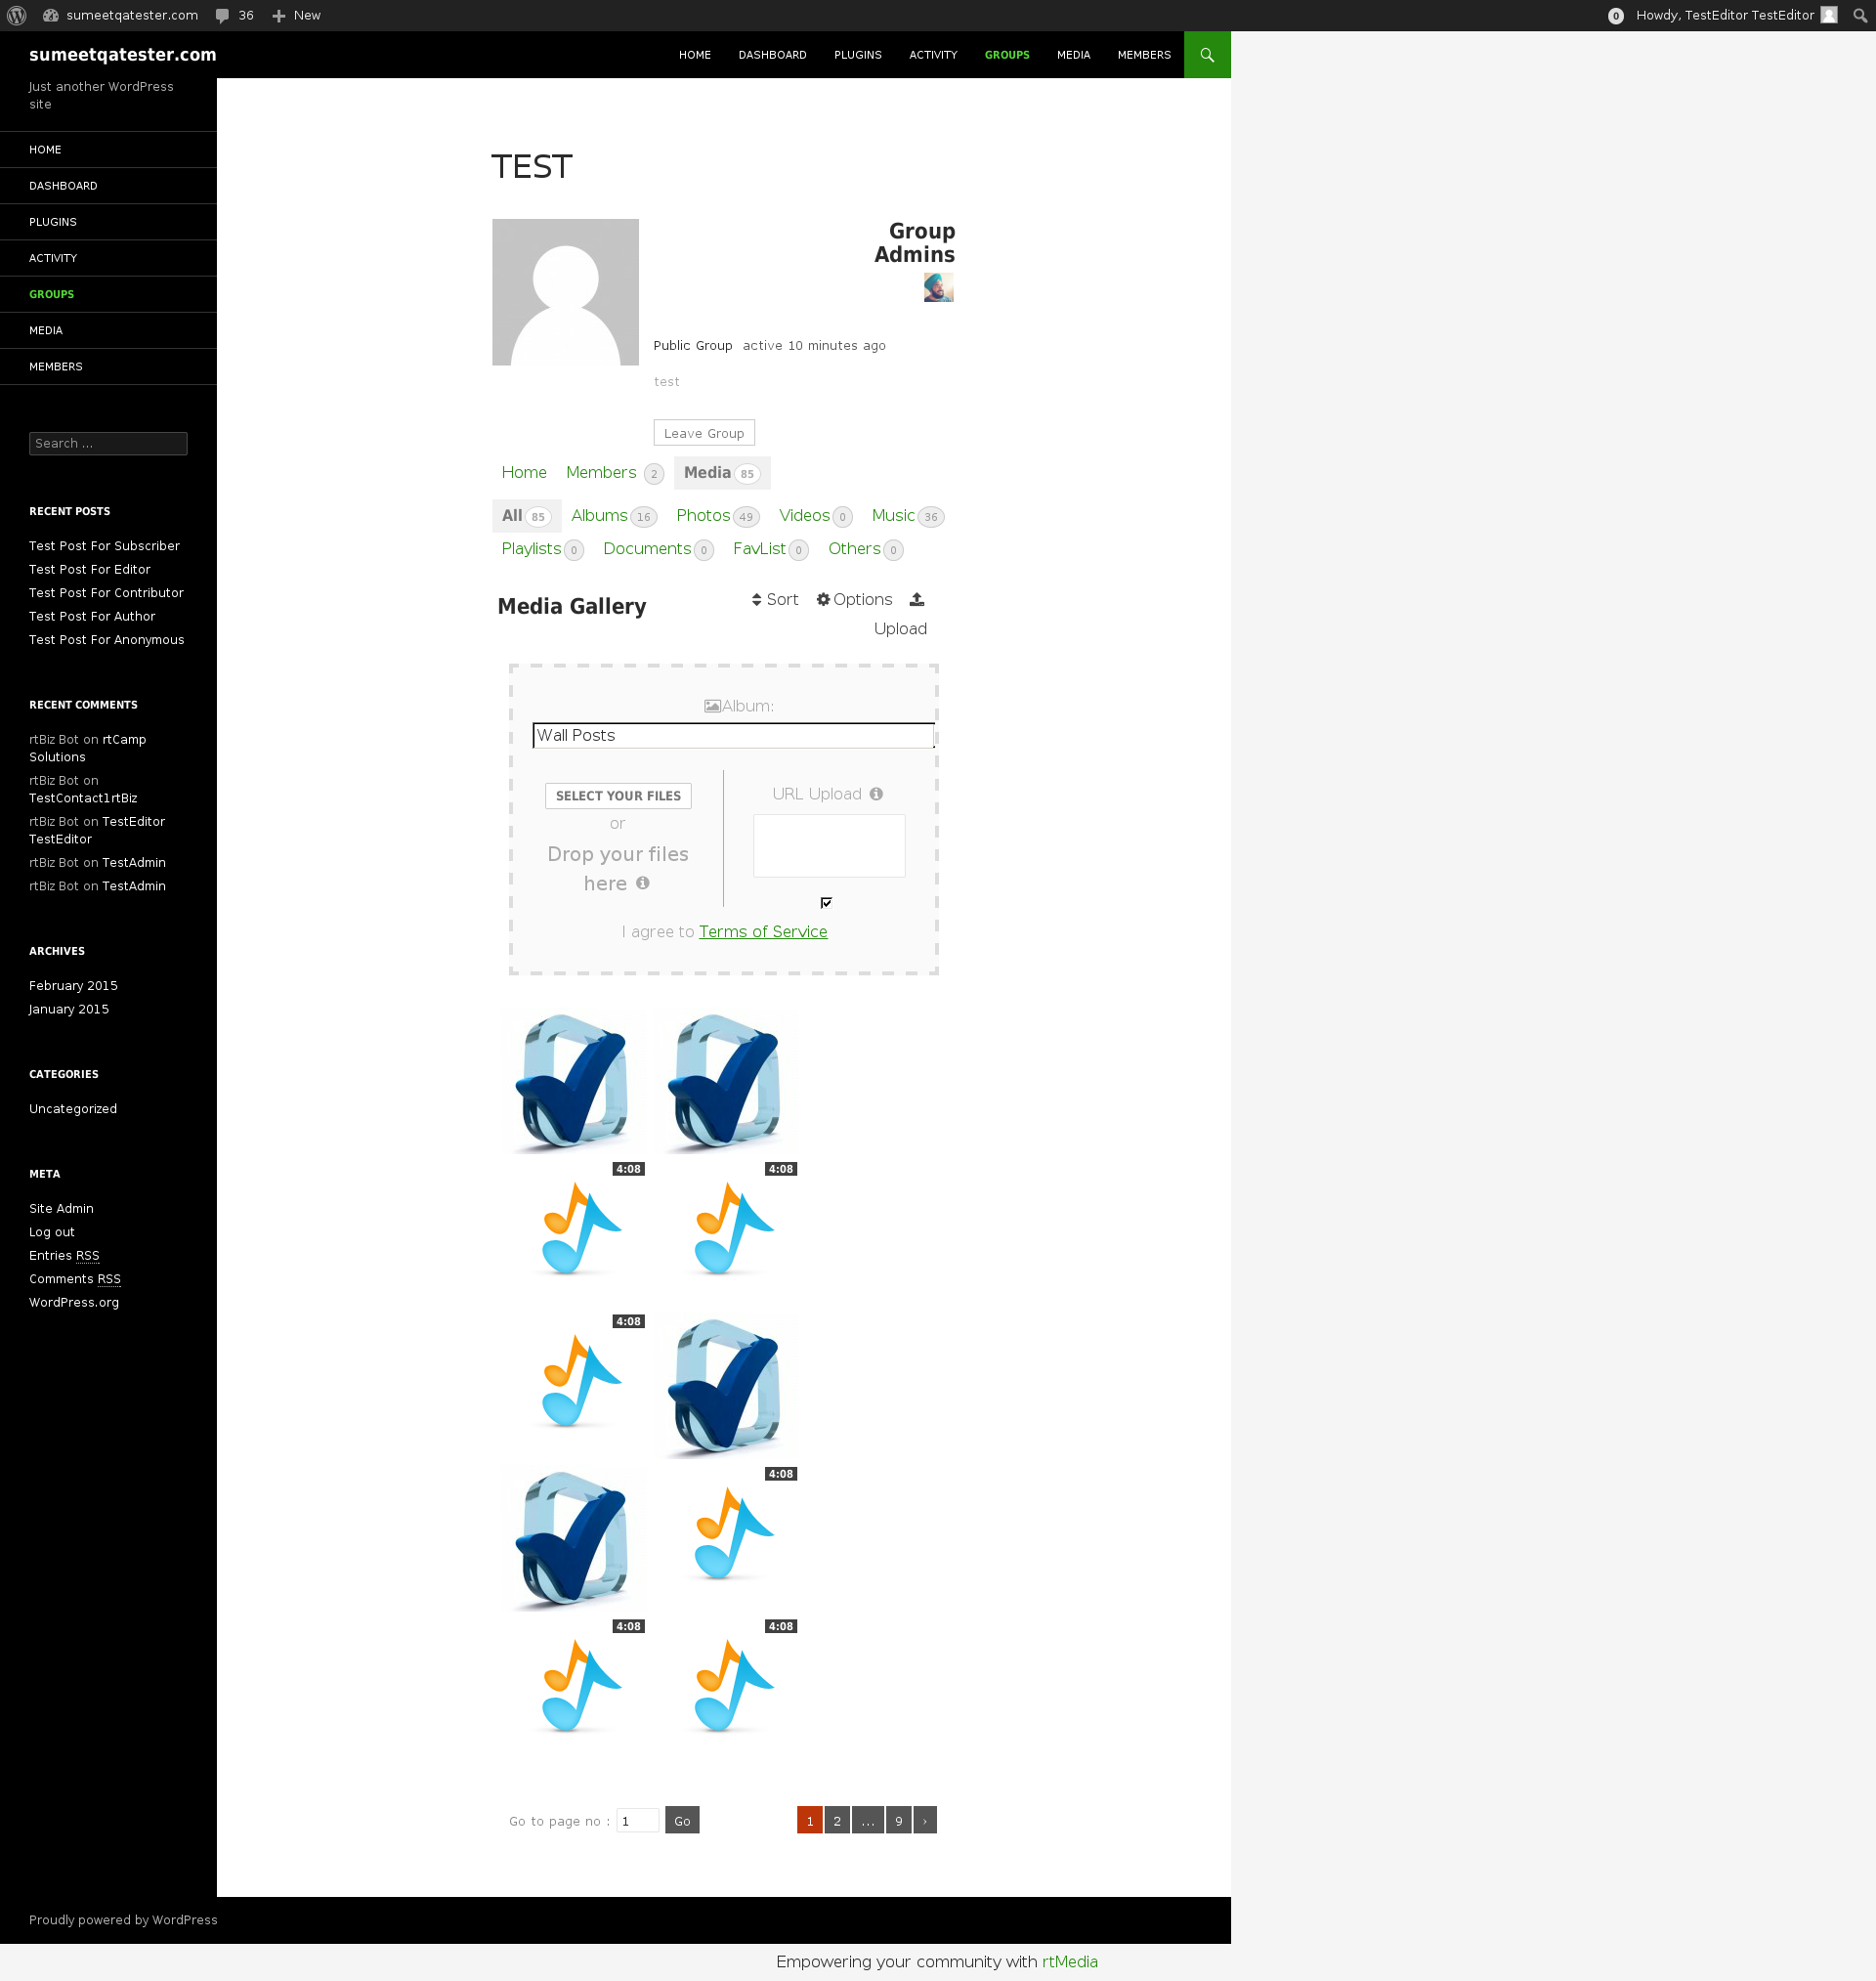 sumeetqatester.com 36 New 0 Howdy, TestEditor TestEditor
sumeetqatester.com
HOME DASHBOARD PLUGINS ACTIVITY GROUPS MEDIA MEMBERS
Just another WordPress
site
HOME
DASHBOARD
PLUGINS
ACTIVITY
GROUPS
MEDIA
MEMBERS
Search ...
RECENT POSTS
Test Post For Subscriber
Test Post For Editor
Test Post For Contributor
Test Post For Author
Test Post For Anonymous
RECENT COMMENTS
rtBiz Bot on rtCamp
Solutions
rtBiz Bot on
TestContact1rtBiz
rtBiz Bot on TestEditor
TestEditor
rtBiz Bot on TestAdmin
rtBiz Bot on TestAdmin
ARCHIVES
February 2015
January 2015
CATEGORIES
Uncategorized
META
Site Admin
Log out
Entries RSS
Comments RSS
WordPress.org
TEST
Group
Admins
Public Group active 10 minutes ago
test
Leave Group
Home Members 2 Media 85
All 85 Albums 16 Photos 49 Videos 0 Music 36
Playlists 0 Documents 0 FavList 0 Others 0
Media Gallery
Sort Options
Upload
Album:
Wall Posts
SELECT YOUR FILES
or
Drop your files
here
URL Upload
I agree to Terms of Service
4:08 4:08
4:08
4:08
4:08 4:08
Go to page no : 1 Go 1 2 ... 9 ›
Proudly powered by WordPress
Empowering your community with rtMedia